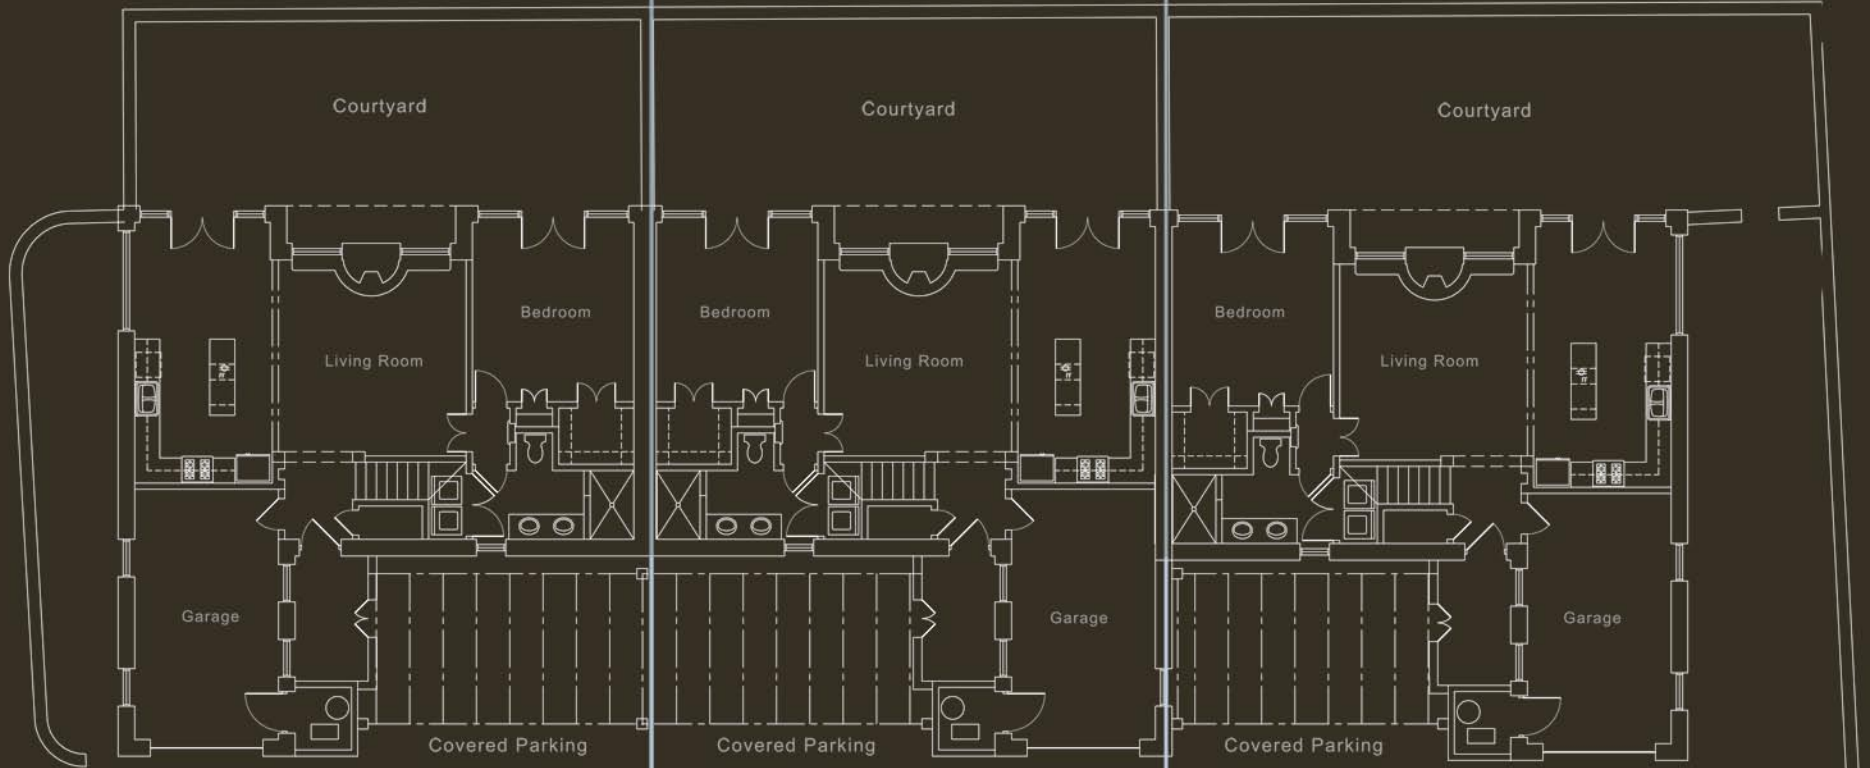 Courtyard
Courtyard
Courtyard
Bedroom
Bedroom
Bedroom
Living Room
Living Room
Living Room
Garage
Garage
Garage
Covered Parking
Covered Parking
Covered Parking